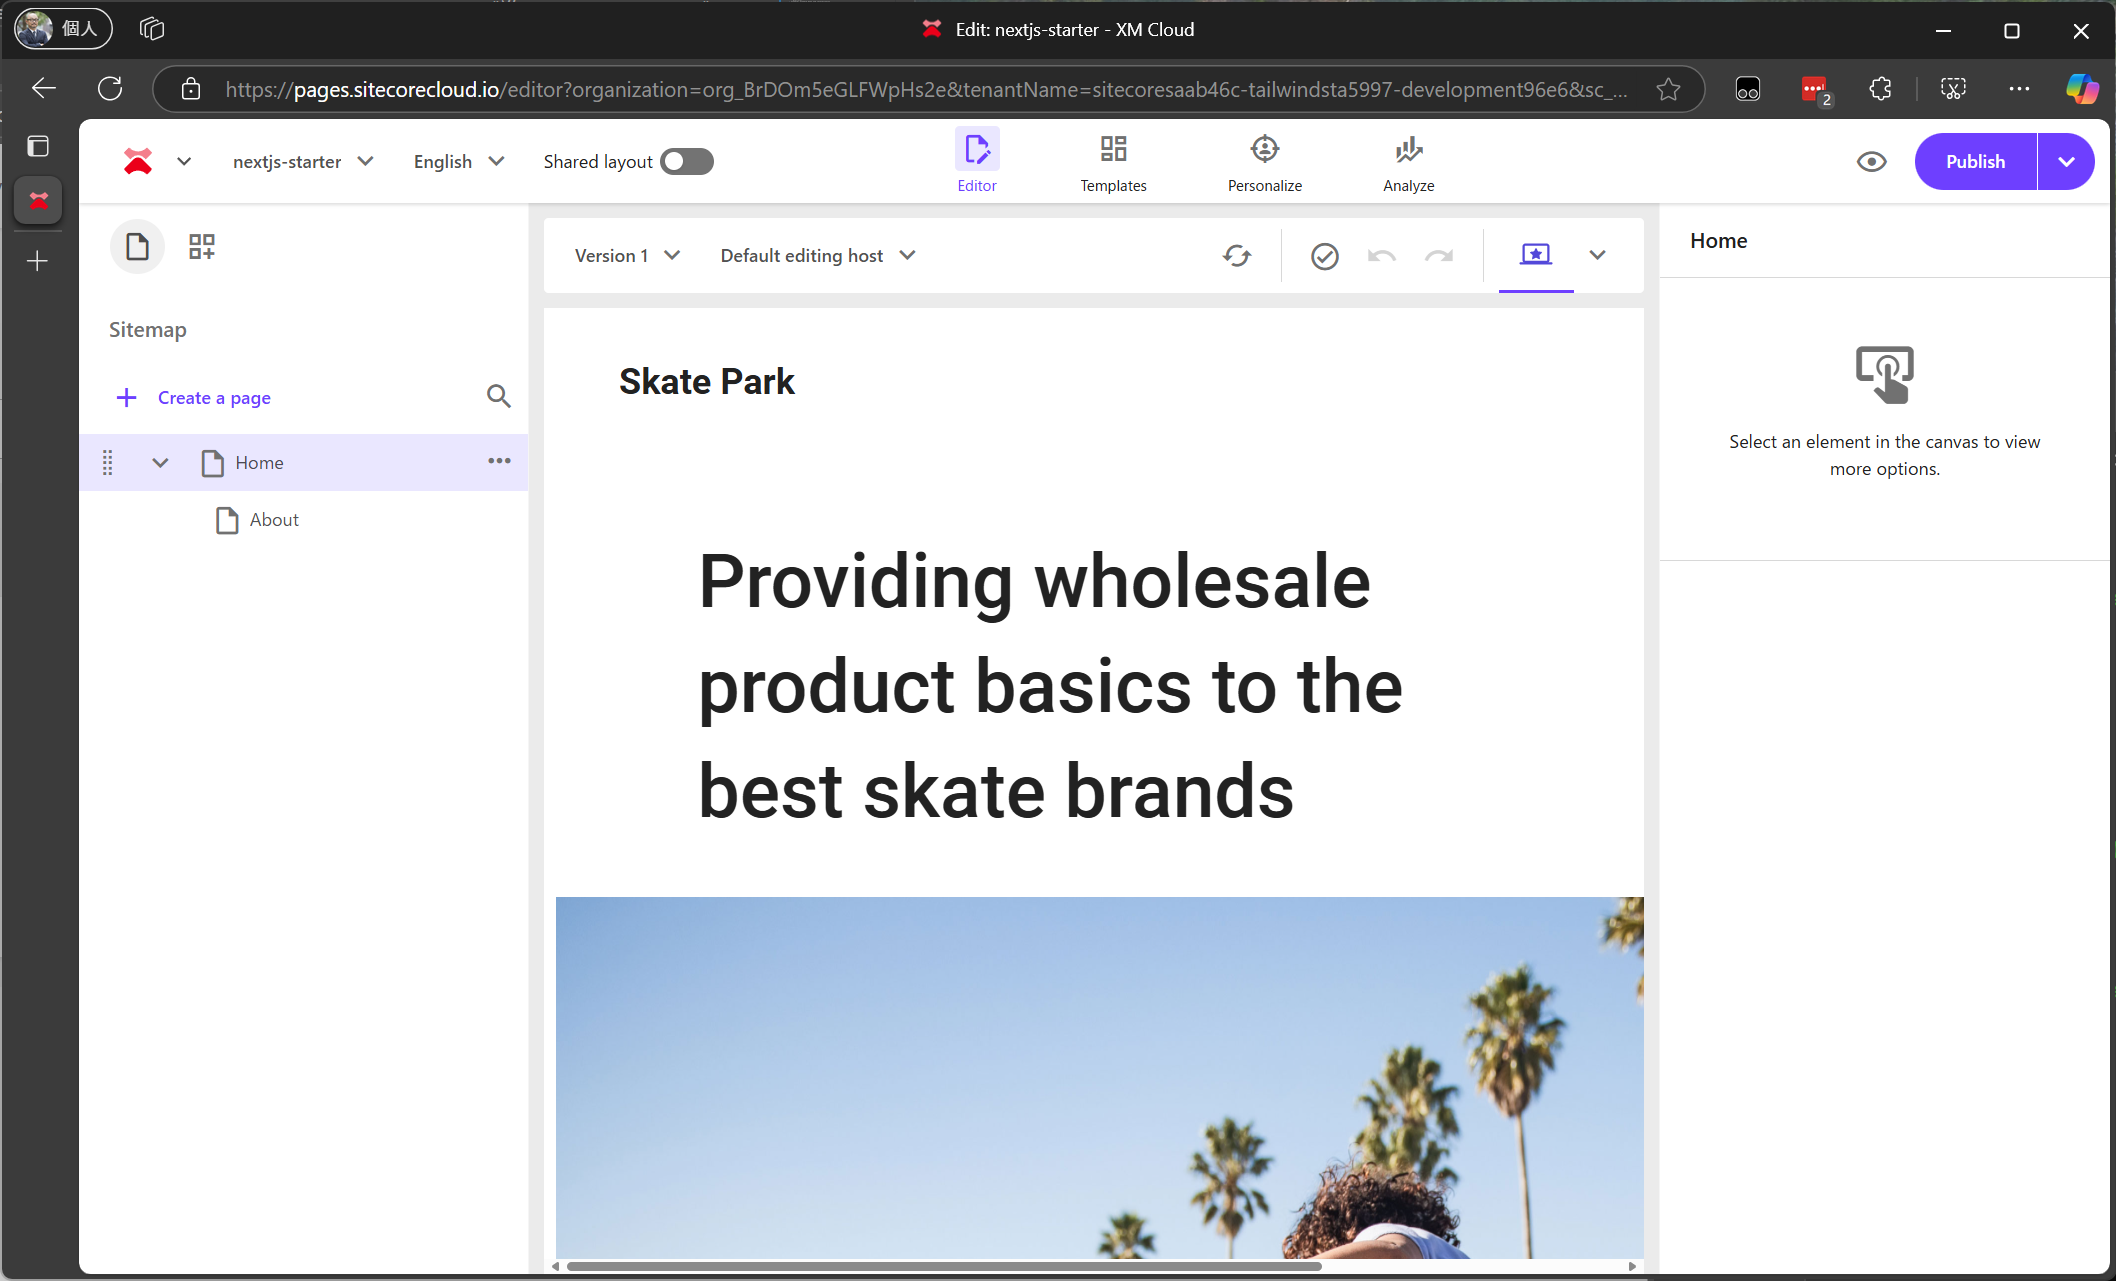 個人
Edit: nextjs-starter - XM Cloud
https://pages.sitecorecloud.io/editor?organization=org_BrDOm5eGLFWpHs2e&tenantName=sitecoresaab46c-tailwindsta5997-development96e6&sc_...
2
nextjs-starter
English
Shared layout
Editor
Templates
Personalize
Analyze
Publish
Sitemap
Create a page
Home
About
Version 1
Default editing host
Skate Park
Providing wholesale
product basics to the
best skate brands
Home
Select an element in the canvas to view
more options.